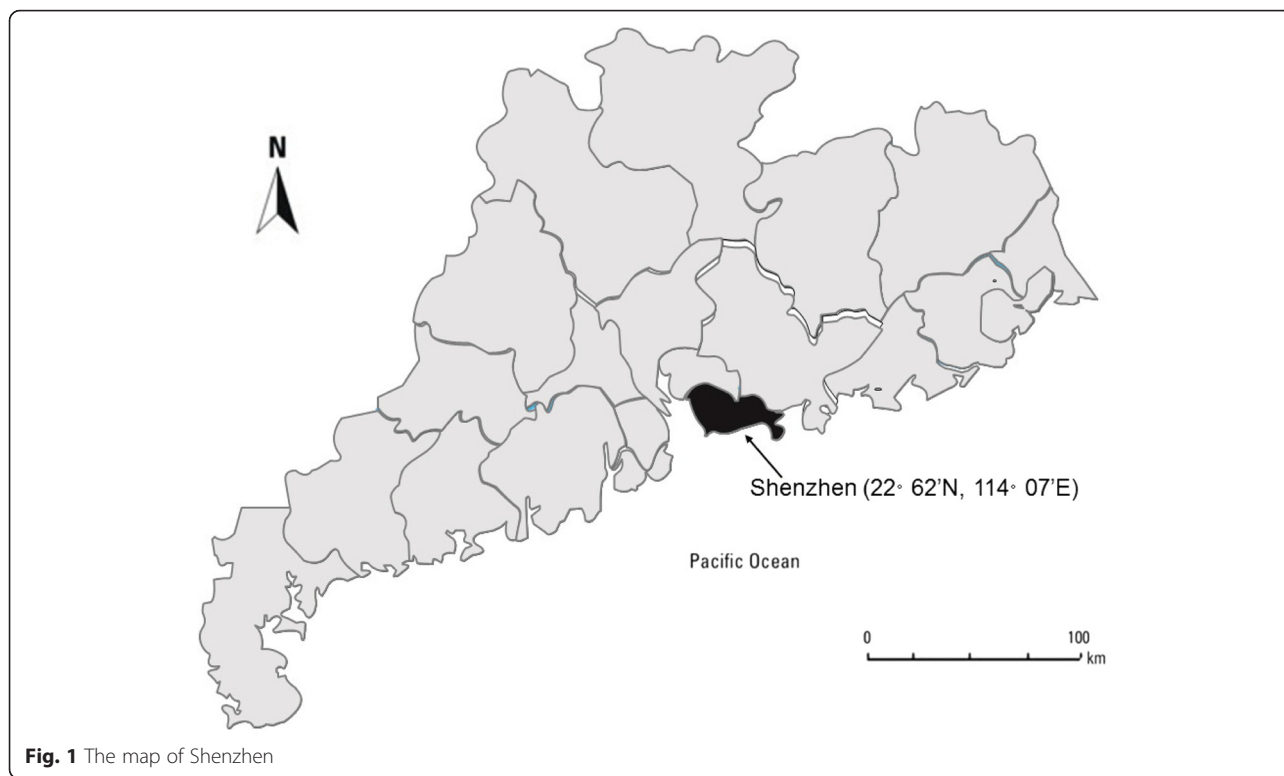 N
Shenzhen (22◦ 62’N, 114◦ 07’E)
Pacific Ocean
0 100
km
Fig. 1 The map of Shenzhen